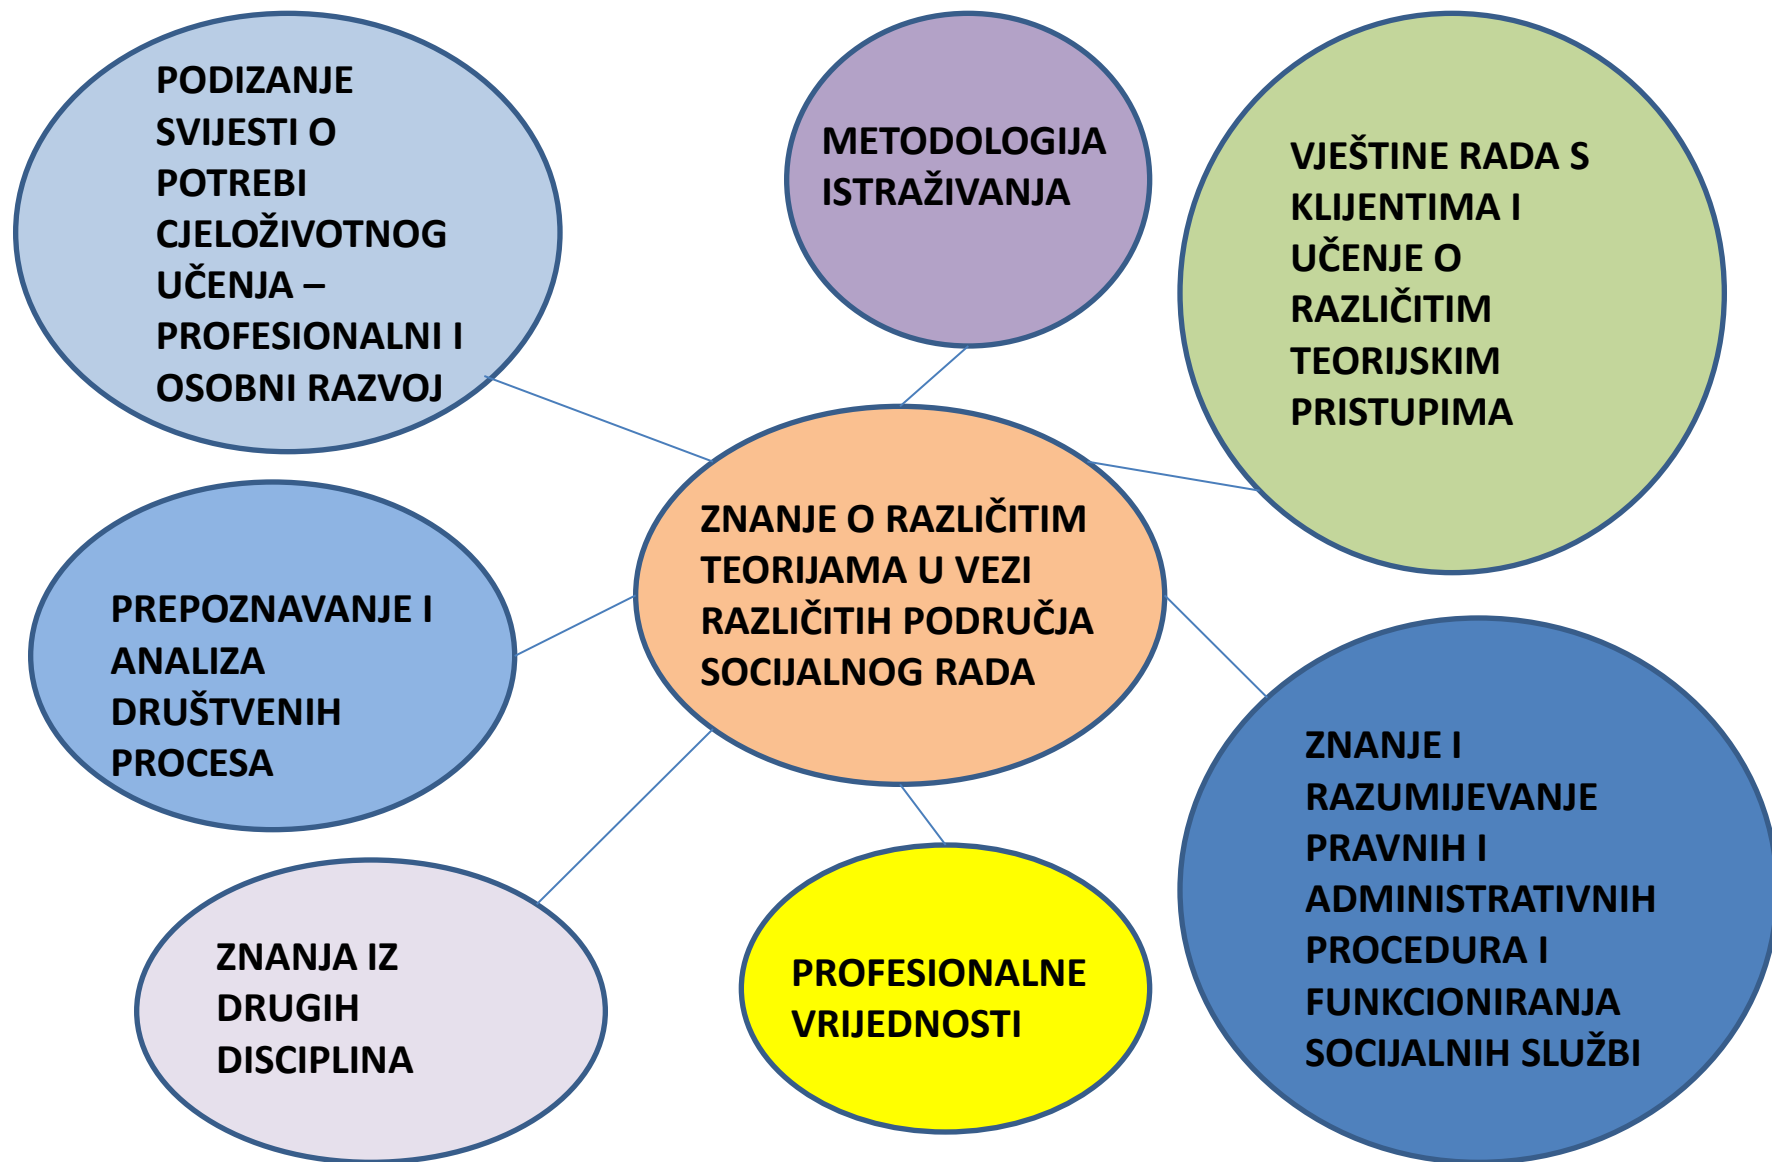 PODIZANJE
SVIJESTI O
POTREBI
CJELOŽIVOTNOG
UČENJA –
PROFESIONALNI I
OSOBNI RAZVOJ
METODOLOGIJA
ISTRAŽIVANJA
VJEŠTINE RADA S
KLIJENTIMA I
UČENJE O
RAZLIČITIM
TEORIJSKIM
PRISTUPIMA
ZNANJE O RAZLIČITIM
TEORIJAMA U VEZI
RAZLIČITIH PODRUČJA
SOCIJALNOG RADA
PREPOZNAVANJE I
ANALIZA
DRUŠTVENIH
PROCESA
ZNANJE I
RAZUMIJEVANJE
PRAVNIH I
ADMINISTRATIVNIH
PROCEDURA I
FUNKCIONIRANJA
SOCIJALNIH SLUŽBI
ZNANJA IZ
DRUGIH
DISCIPLINA
PROFESIONALNE
VRIJEDNOSTI